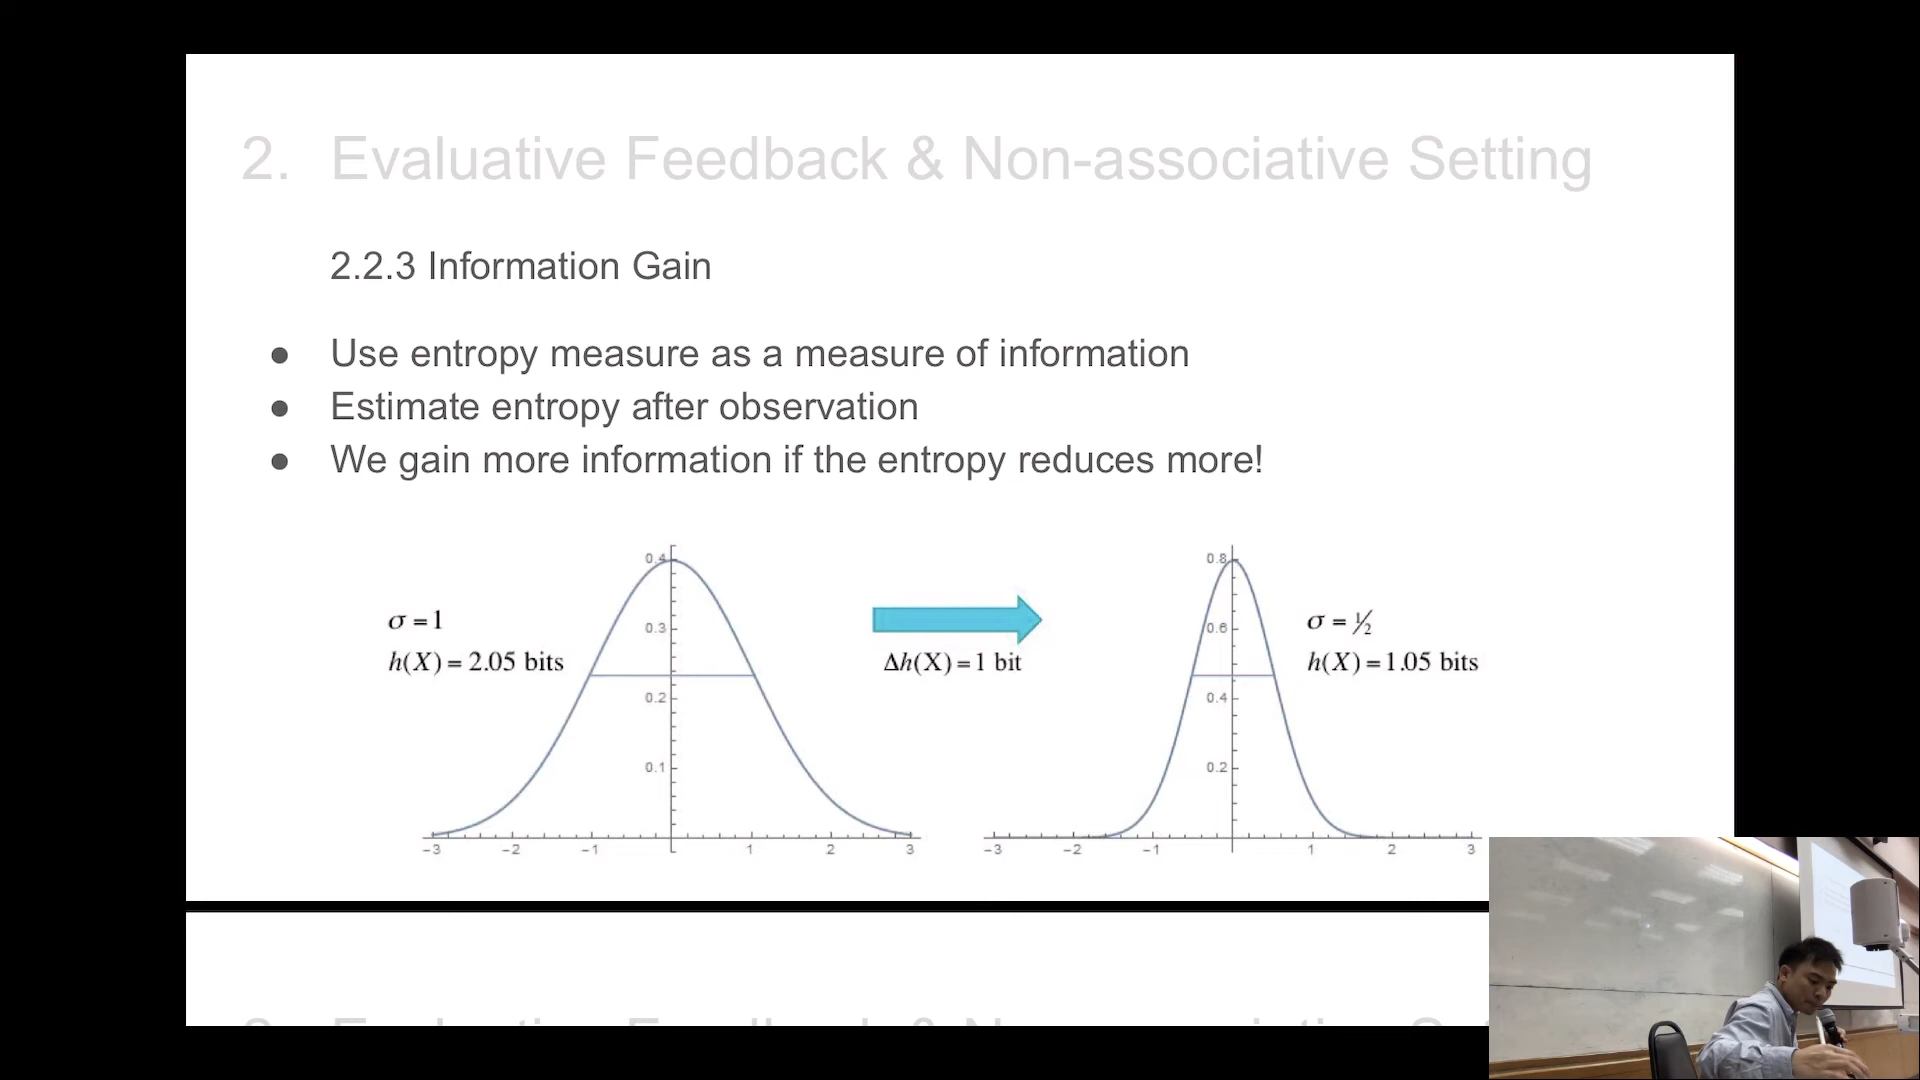 2. Evaluative Feedback & Non-associative Setting
2.2.3 Information Gain
● Use entropy measure as a measure of information
● Estimate entropy after observation
● We gain more information if the entropy reduces more!
σ = 1
h(X) = 2.05 bits
0.4
0.3
0.2
0.1
-3 -2 -1 1 2 3
Δh(X) = 1 bit
0.8
0.6
0.4
0.2
-3 -2 -1 1 2 3
σ = ½
h(X) = 1.05 bits